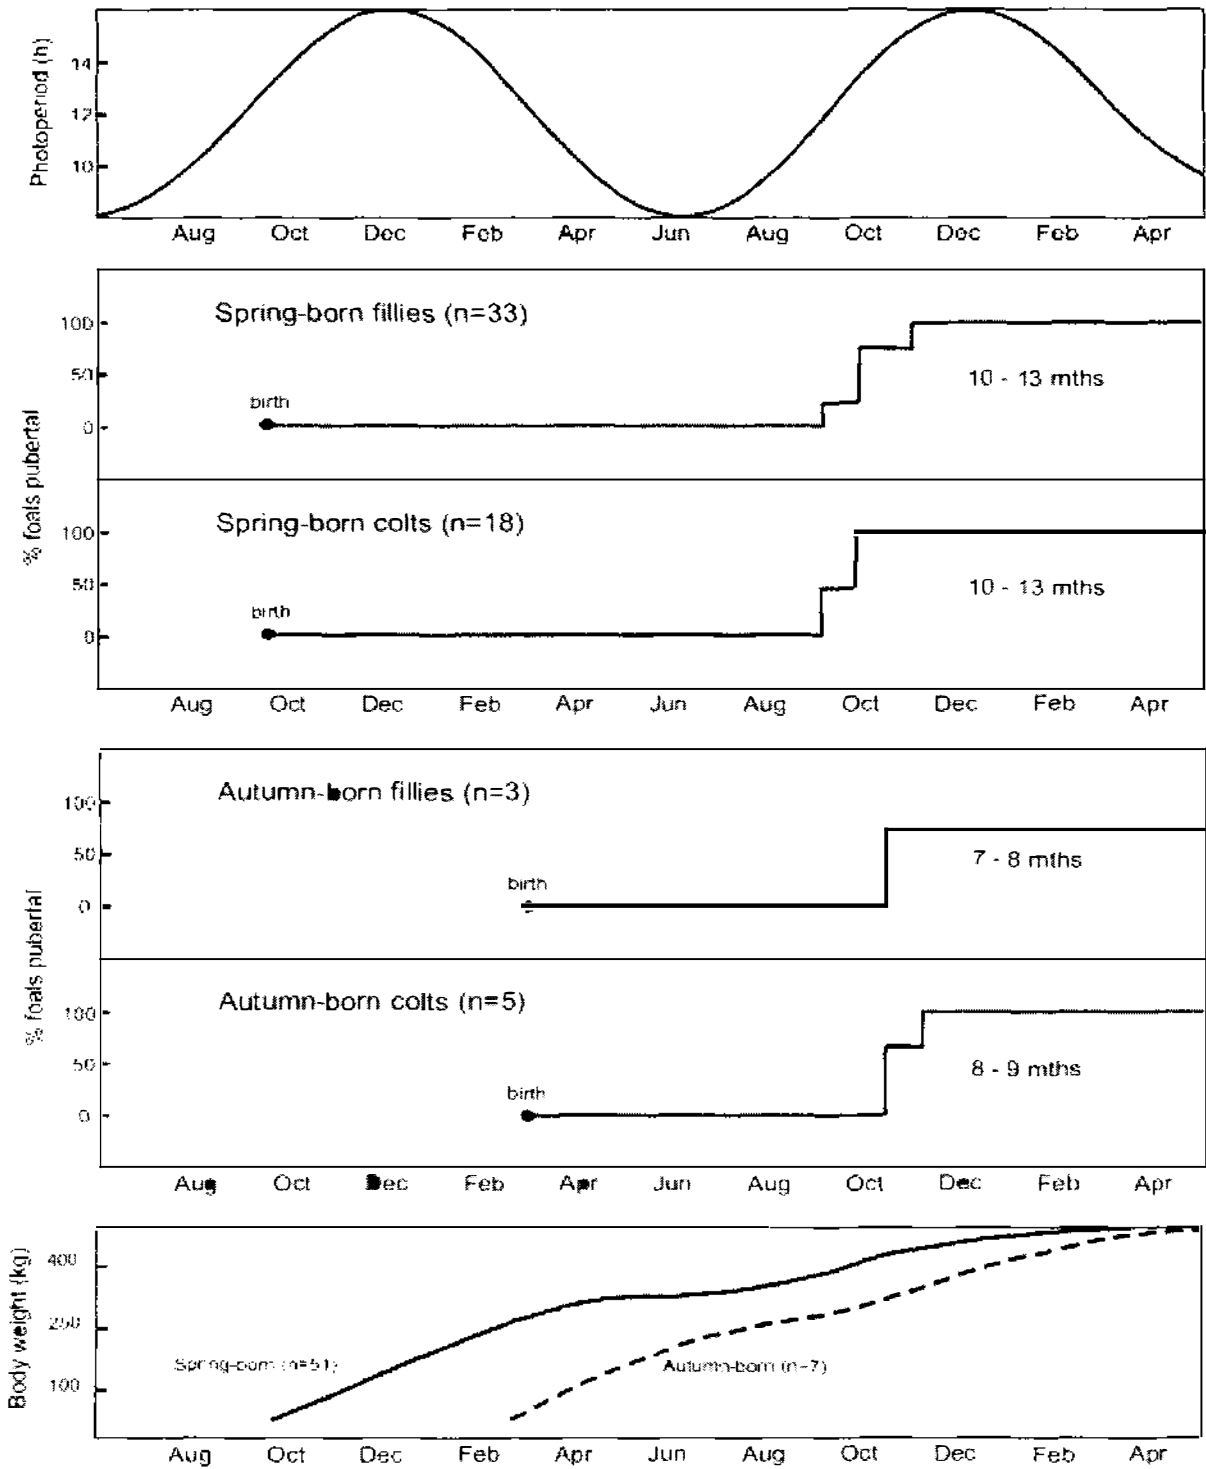 Photoperiod (h)
14
12
10
Aug Oct Dec Feb Apr Jun Aug Oct Dec Feb Apr
% foals pubertal
Spring-born fillies (n=33)
100
50
0
birth
10 - 13 mths
Spring-born colts (n=18)
100
50
0
birth
10 - 13 mths
Aug Oct Dec Feb Apr Jun Aug Oct Dec Feb Apr
% foals pubertal
Autumn-born fillies (n=3)
100
50
0
birth
7 - 8 mths
Autumn-born colts (n=5)
100
50
0
birth
8 - 9 mths
Aug Oct Dec Feb Apr Jun Aug Oct Dec Feb Apr
Body weight (kg)
400
250
100
Spring-born (n=51)
Autumn-born (n=7)
Aug Oct Dec Feb Apr Jun Aug Oct Dec Feb Apr